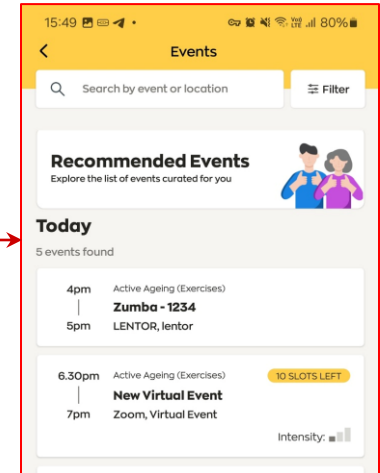 15:49 80%
Events
Search by event or location Filter
Recommended Events
Explore the list of events curated for you
Today
5 events found
4pm Active Ageing (Exercises)
Zumba - 1234
5pm LENTOR, lentor
6.30pm Active Ageing (Exercises) 10 SLOTS LEFT
New Virtual Event
7pm Zoom, Virtual Event
Intensity: